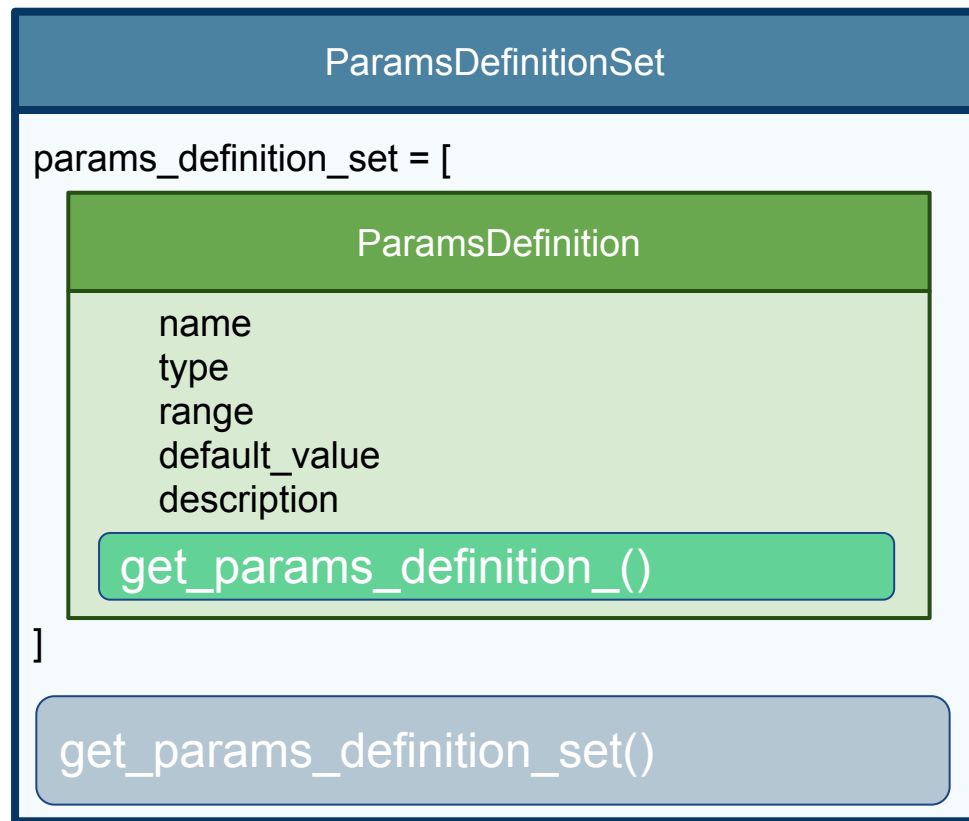 ParamsDefinitionSet
params_definition_set = [
ParamsDefinition
name
type
range
default_value
description
get_params_definition_()
]
get_params_definition_set()